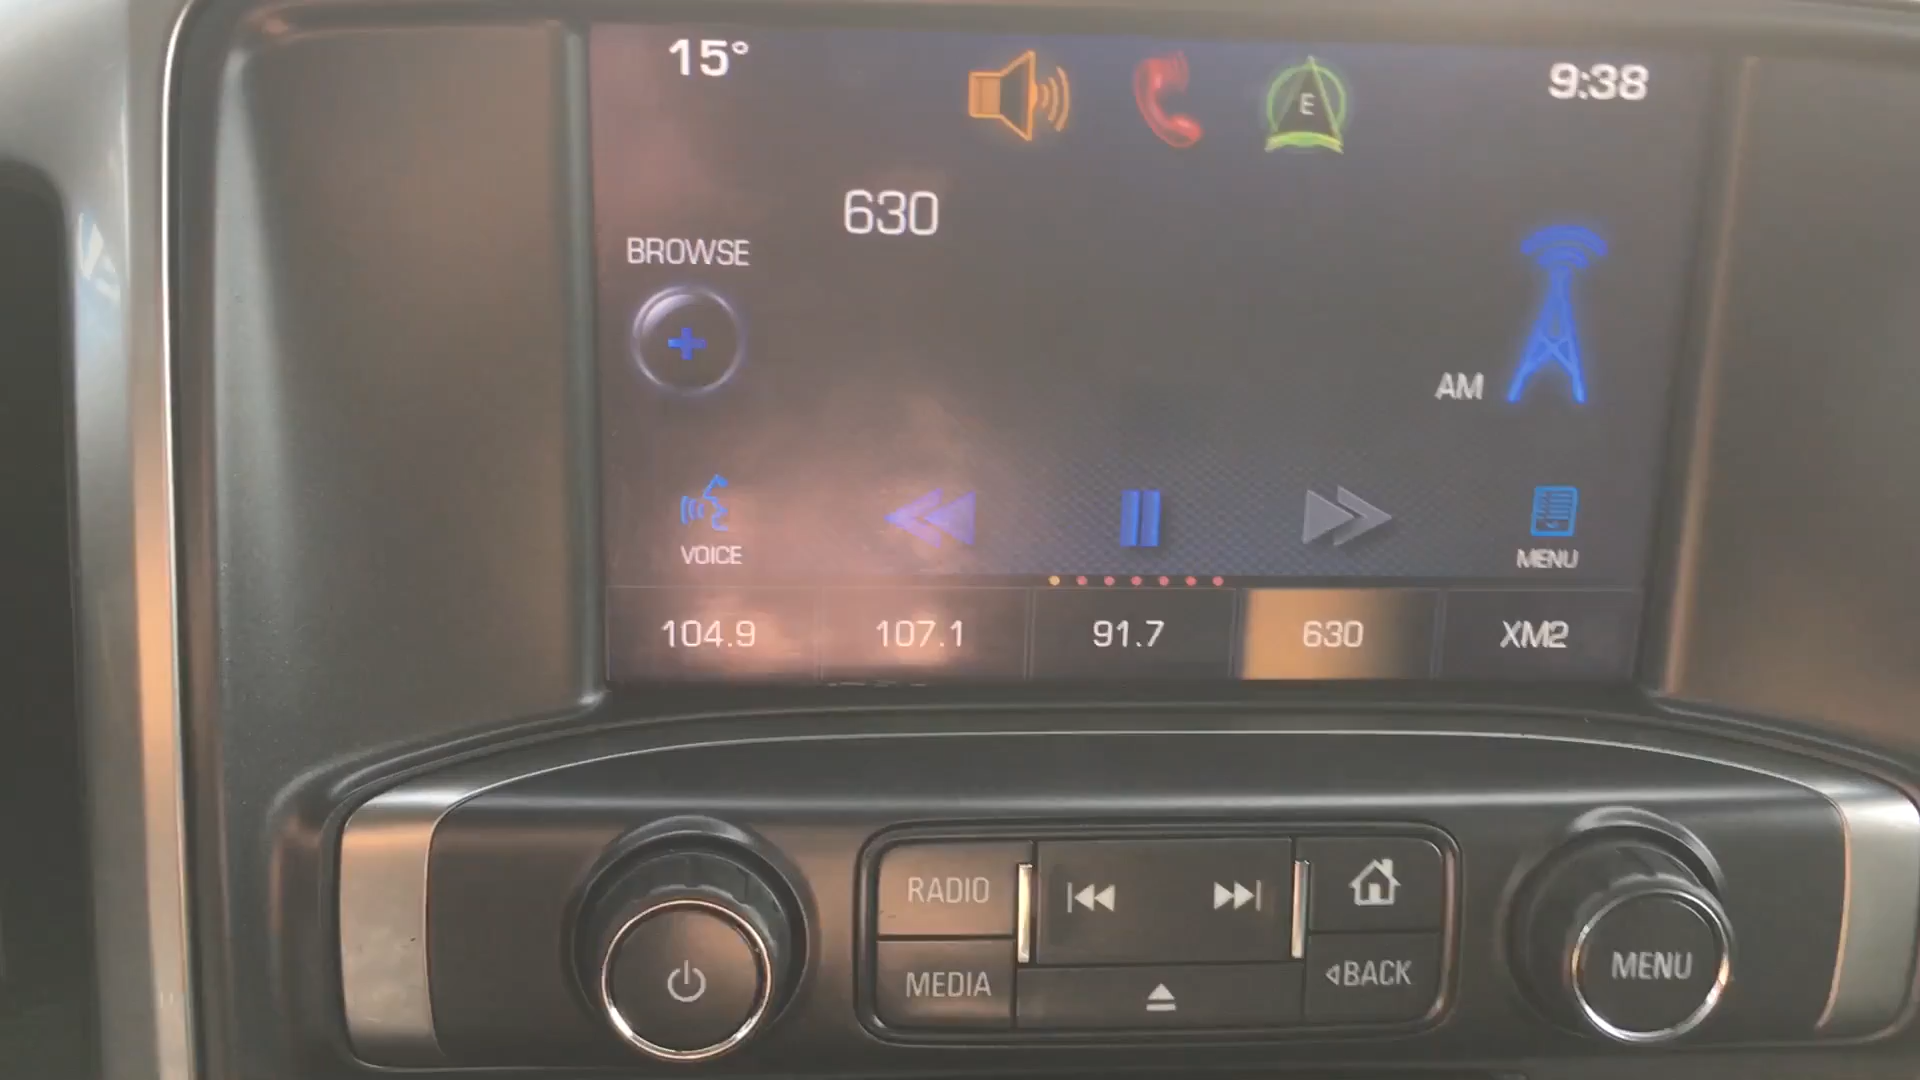 15°
E
9:38
630
BROWSE
AM
VOICE
MENU
104.9
107.1
91.7
630
XM2
RADIO
MEDIA
BACK
MENU